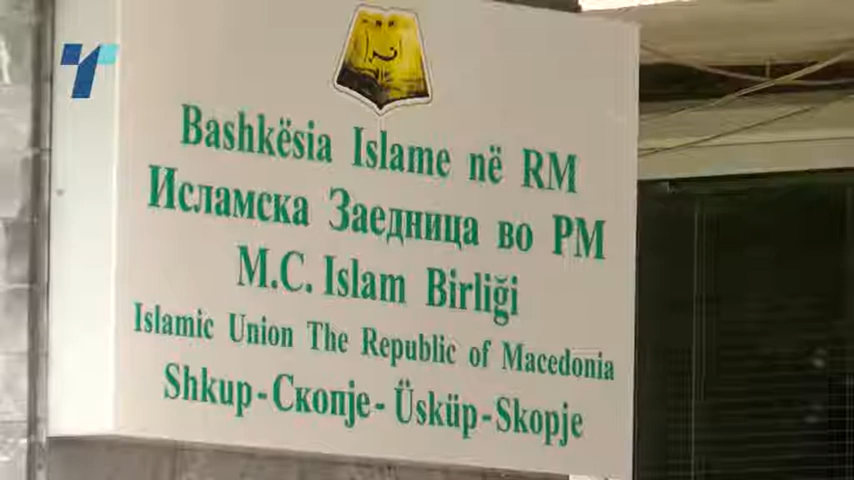 Bashkësia Islame në RM
Исламска Заедница во РМ
M.C. Islam Birliği
Islamic Union The Republic of Macedonia
Shkup-Скопје-Üsküp-Skopje